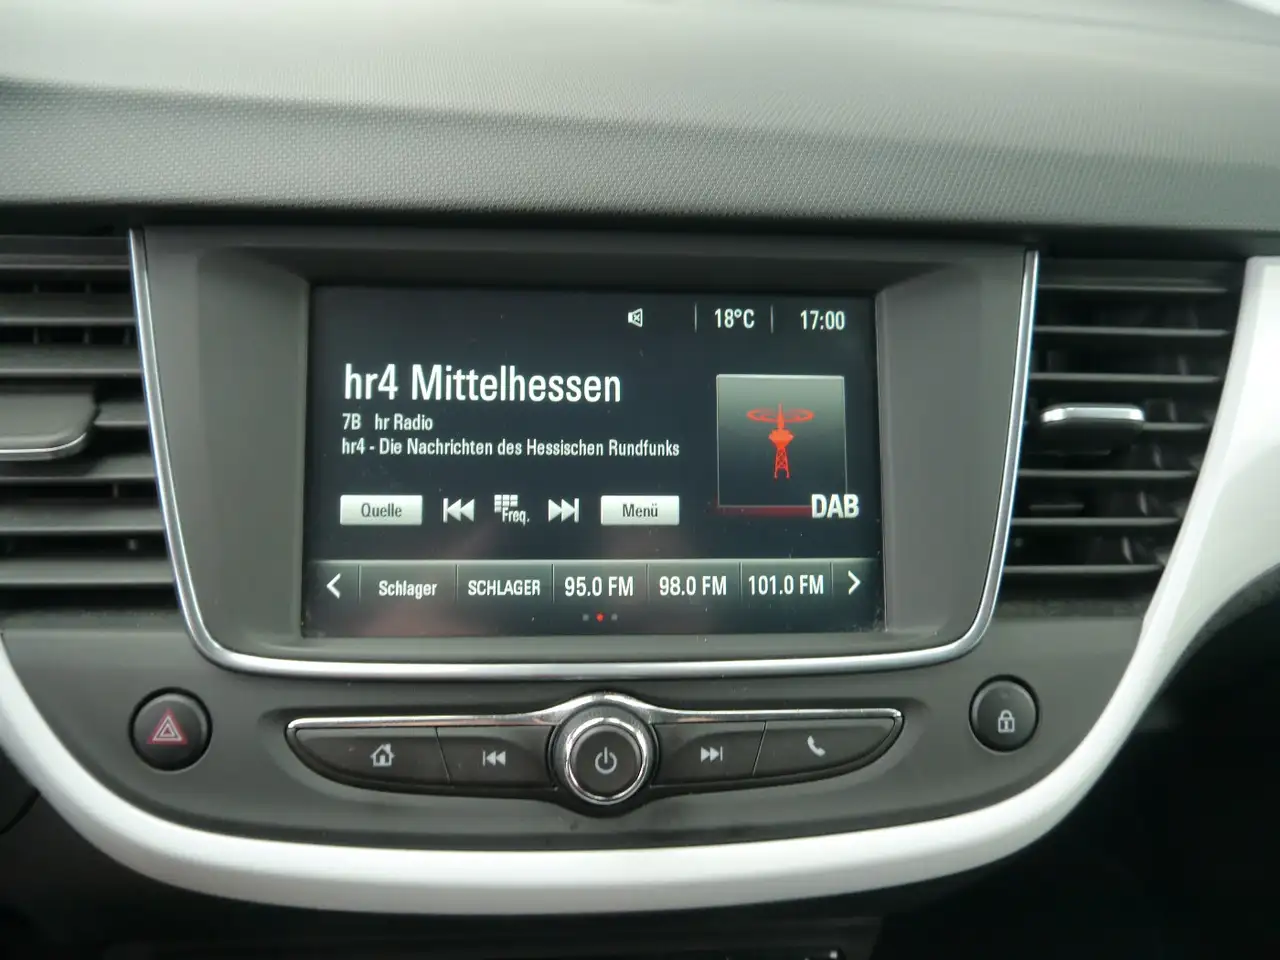 18°C 17:00
hr4 Mittelhessen
7B hr Radio
hr4 - Die Nachrichten des Hessischen Rundfunks
DAB
Quelle Freq. Menü
Schlager SCHLAGER 95.0 FM 98.0 FM 101.0 FM